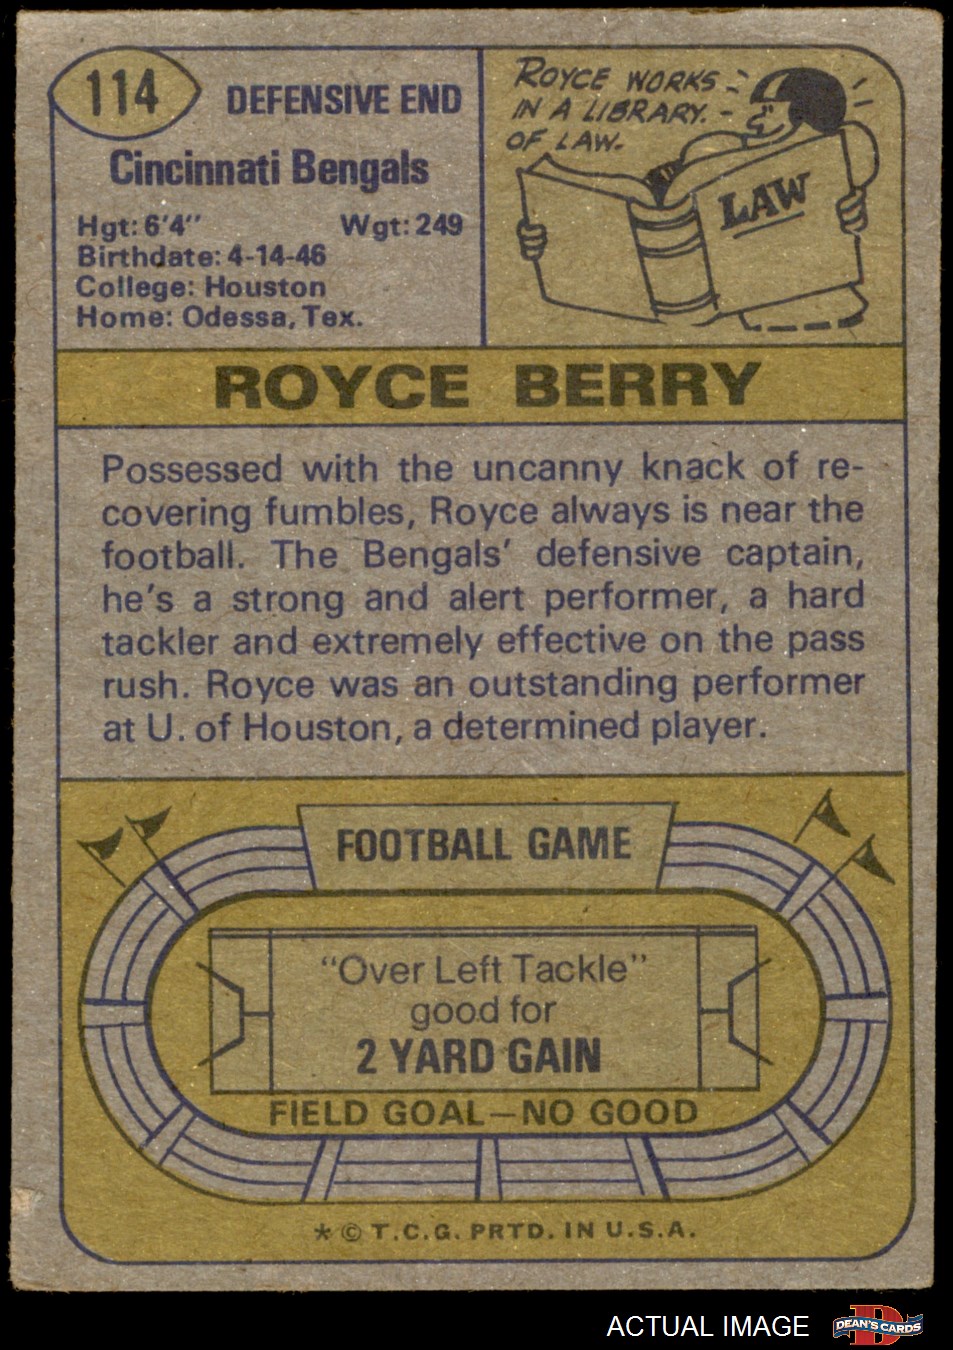 114
DEFENSIVE END
Cincinnati Bengals
Hgt: 6'4" Wgt: 249
Birthdate: 4-14-46
College: Houston
Home: Odessa, Tex.
ROYCE WORKS
IN A LIBRARY
OF LAW.
LAW
ROYCE BERRY
Possessed with the uncanny knack of re-
covering fumbles, Royce always is near the
football. The Bengals' defensive captain,
he's a strong and alert performer, a hard
tackler and extremely effective on the pass
rush. Royce was an outstanding performer
at U. of Houston, a determined player.
FOOTBALL GAME
"Over Left Tackle"
good for
2 YARD GAIN
FIELD GOAL—NO GOOD
* © T.C.G. PRTD. IN U.S.A.
ACTUAL IMAGE
D
DEAN'S CARDS